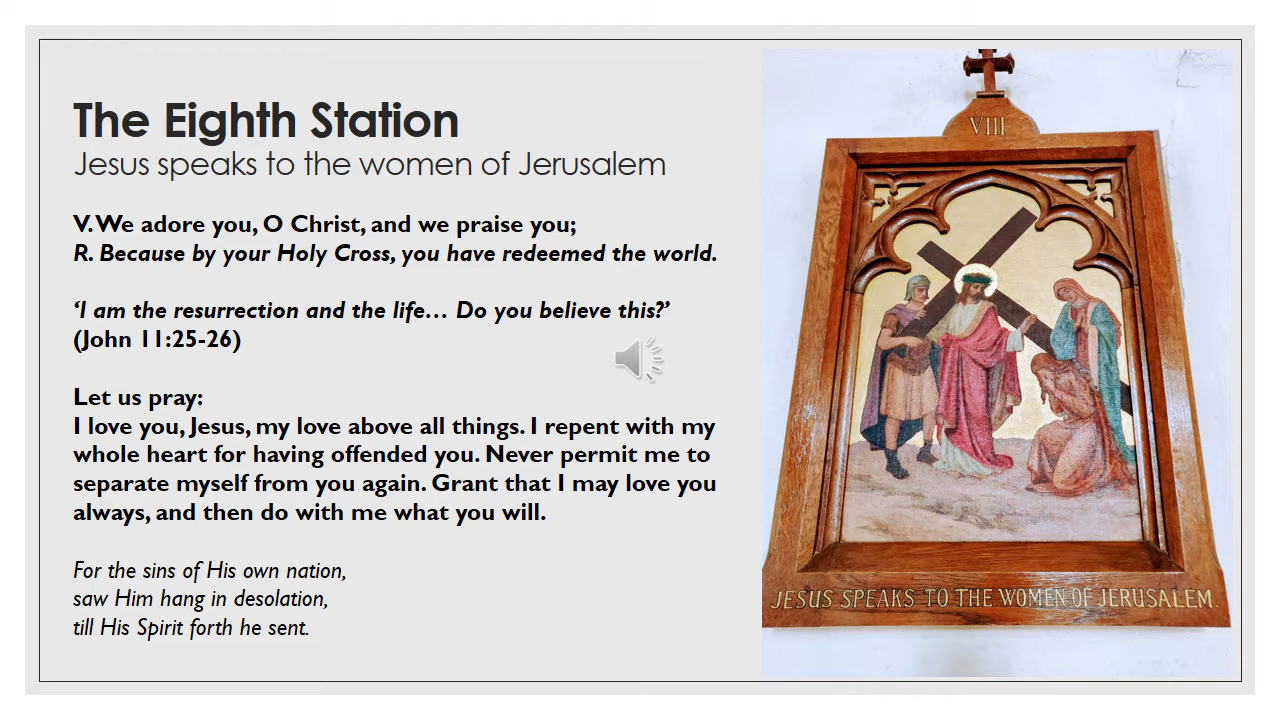 The Eighth Station
Jesus speaks to the women of Jerusalem
V. We adore you, O Christ, and we praise you;
R. Because by your Holy Cross, you have redeemed the world.
‘I am the resurrection and the life… Do you believe this?’
(John 11:25-26)
Let us pray:
I love you, Jesus, my love above all things. I repent with my
whole heart for having offended you. Never permit me to
separate myself from you again. Grant that I may love you
always, and then do with me what you will.
For the sins of His own nation,
saw Him hang in desolation,
till His Spirit forth he sent.
VIII
JESUS SPEAKS TO THE WOMEN OF JERUSALEM.